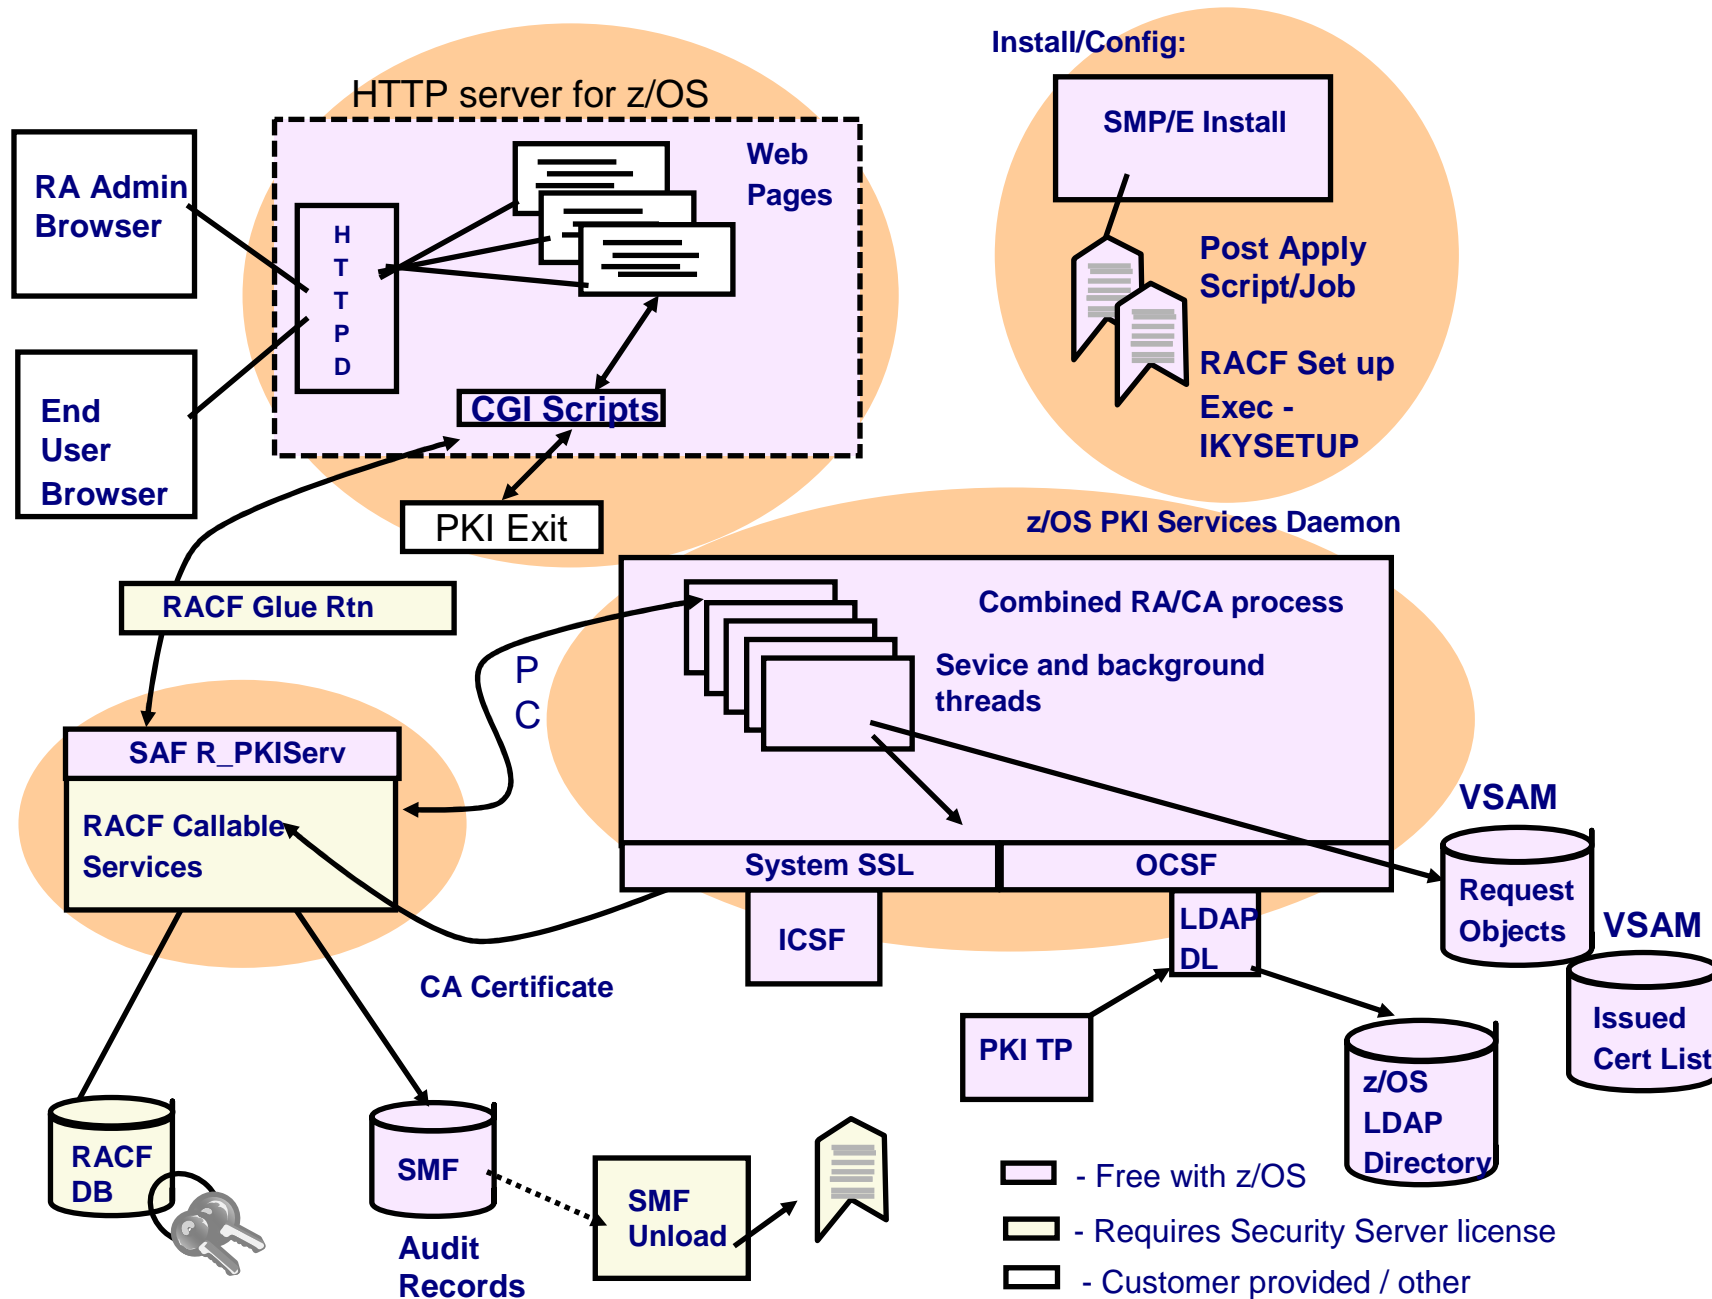 Install/Config:
HTTP server for z/OS
SMP/E Install
RA Admin
Browser
Web
Pages
H
T
T
P
D
Post Apply
Script/Job
RACF Set up
Exec -
IKYSETUP
End
User
Browser
CGI Scripts
PKI Exit
z/OS PKI Services Daemon
RACF Glue Rtn
Combined RA/CA process
P
C
Sevice and background
threads
SAF R_PKIServ
RACF Callable
Services
VSAM
System SSL
OCSF
Request
Objects
ICSF
LDAP
DL
VSAM
CA Certificate
Issued
Cert List
PKI TP
z/OS
LDAP
Directory
RACF
DB
SMF
SMF
Unload
Audit
Records
- Free with z/OS
- Requires Security Server license
- Customer provided / other